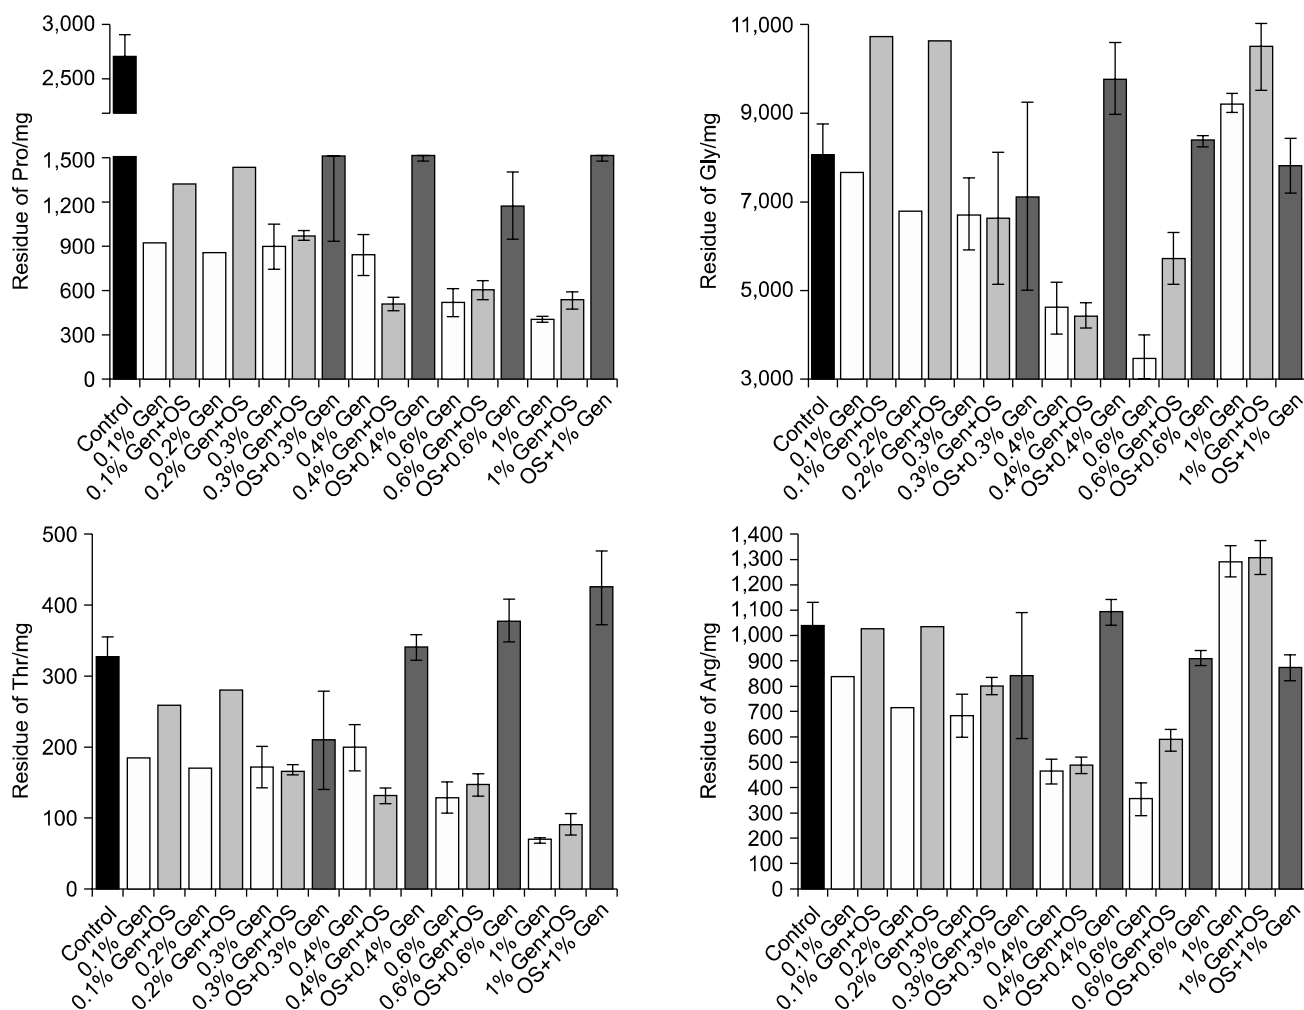 3,000
2,500
1,500
1,200
900
600
300
0
Residue of Pro/mg
Control
0.1% Gen
0.1% Gen+OS
0.2% Gen
0.2% Gen+OS
0.3% Gen
0.3% Gen+OS
OS+0.3% Gen
0.4% Gen
0.4% Gen+OS
OS+0.4% Gen
0.6% Gen
0.6% Gen+OS
OS+0.6% Gen
1% Gen
1% Gen+OS
OS+1% Gen
11,000
9,000
7,000
5,000
3,000
Residue of Gly/mg
Control
0.1% Gen
0.1% Gen+OS
0.2% Gen
0.2% Gen+OS
0.3% Gen
0.3% Gen+OS
OS+0.3% Gen
0.4% Gen
0.4% Gen+OS
OS+0.4% Gen
0.6% Gen
0.6% Gen+OS
OS+0.6% Gen
1% Gen
1% Gen+OS
OS+1% Gen
500
400
300
200
100
0
Residue of Thr/mg
Control
0.1% Gen
0.1% Gen+OS
0.2% Gen
0.2% Gen+OS
0.3% Gen
0.3% Gen+OS
OS+0.3% Gen
0.4% Gen
0.4% Gen+OS
OS+0.4% Gen
0.6% Gen
0.6% Gen+OS
OS+0.6% Gen
1% Gen
1% Gen+OS
OS+1% Gen
1,400
1,300
1,200
1,100
1,000
900
800
700
600
500
400
300
200
100
0
Residue of Arg/mg
Control
0.1% Gen
0.1% Gen+OS
0.2% Gen
0.2% Gen+OS
0.3% Gen
0.3% Gen+OS
OS+0.3% Gen
0.4% Gen
0.4% Gen+OS
OS+0.4% Gen
0.6% Gen
0.6% Gen+OS
OS+0.6% Gen
1% Gen
1% Gen+OS
OS+1% Gen